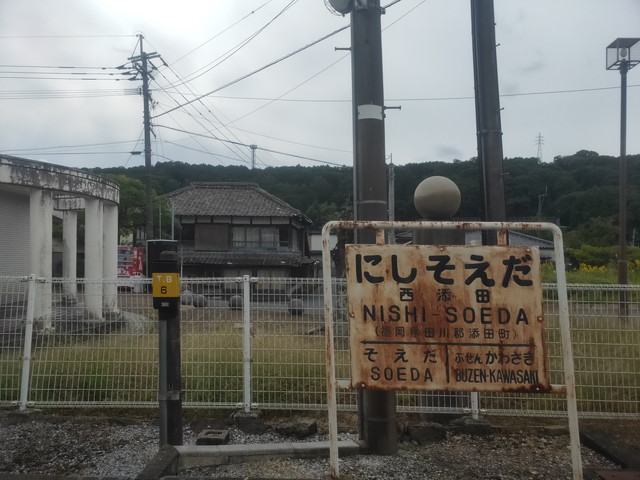 T.B
6
にしそえだ
西添田
NISHI-SOEDA
(福岡県田川郡添田町)
そえだ ぶぜんかわさき
SOEDA BUZEN-KAWASAKI